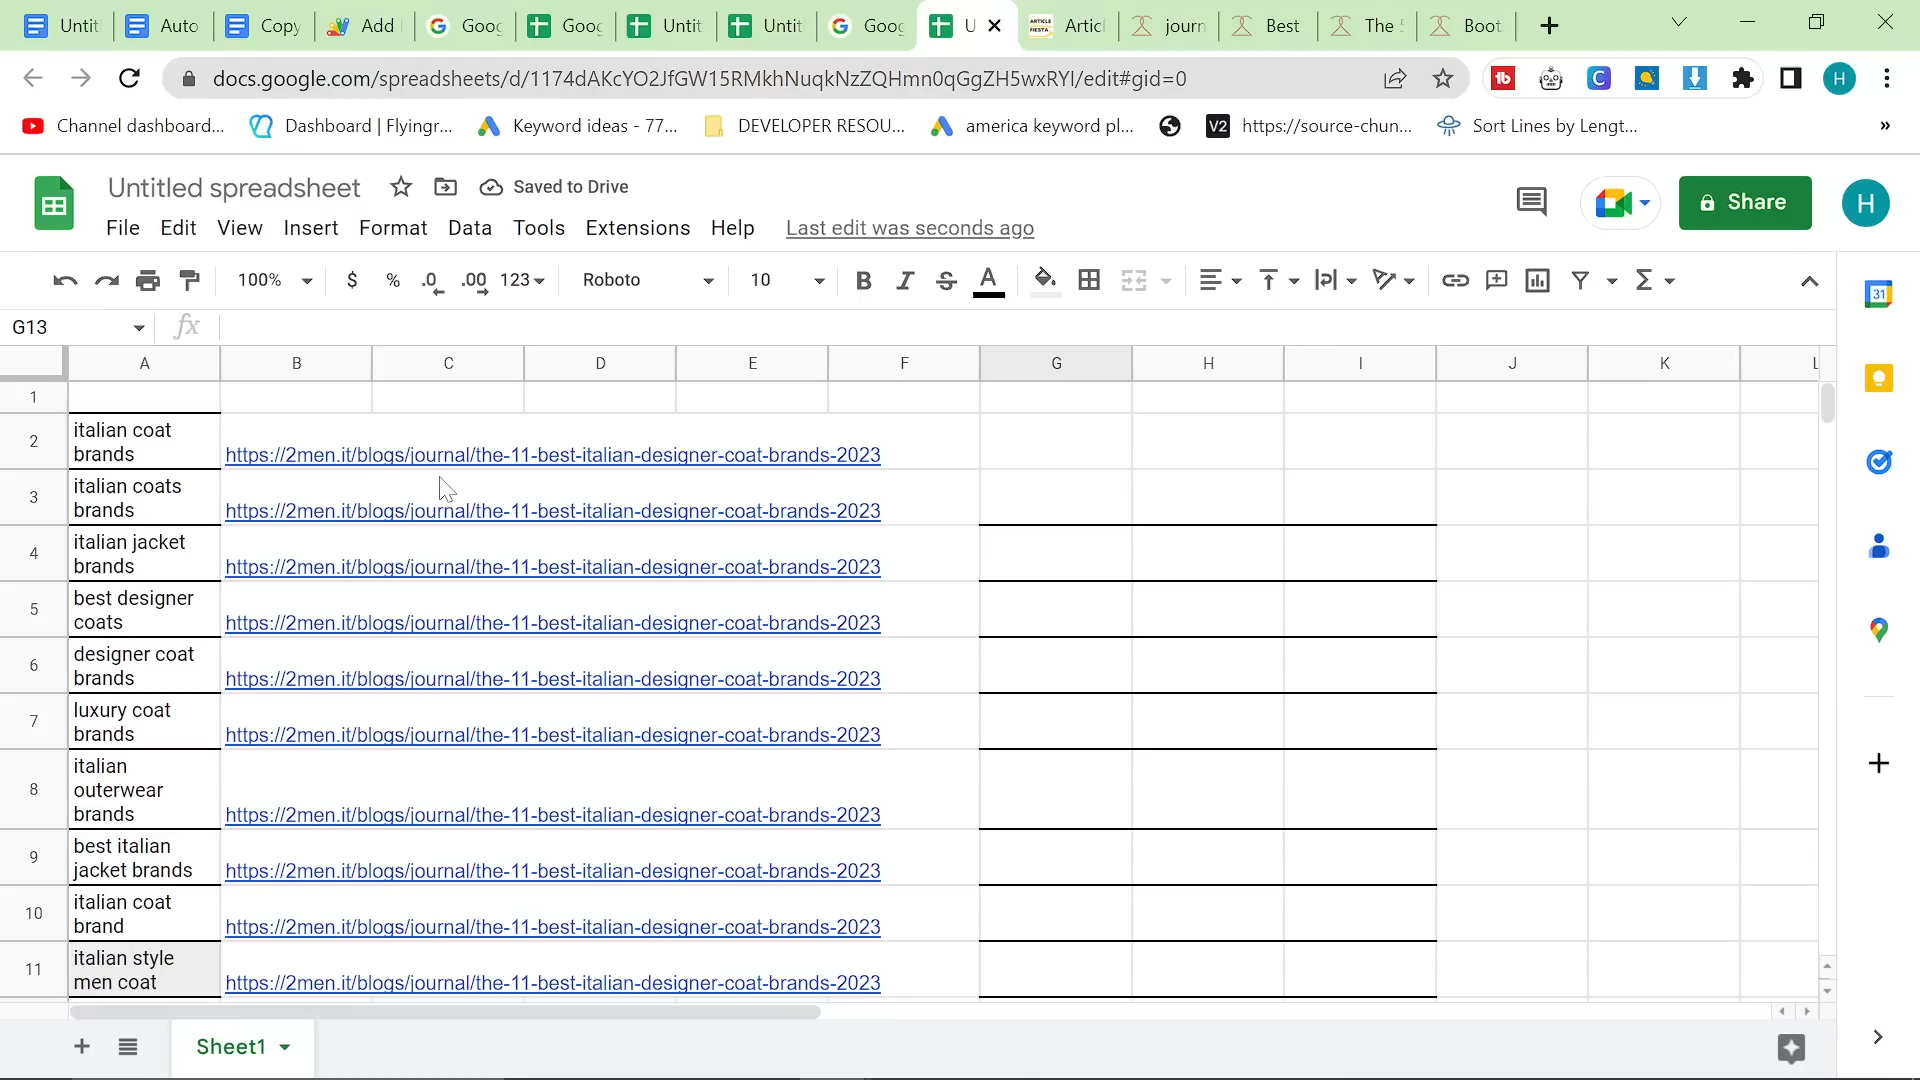 Untit Auto Copy Add Goog Goog Untit Untit Goog U ARTICLE FIESTA Articl journ Best The Boot
docs.google.com/spreadsheets/d/1174dAKcYO2JfGW15RMkhNuqkNzZQHmn0qGgZH5wxRYI/edit#gid=0 H
Channel dashboard... Dashboard | Flyingr... Keyword ideas - 77... DEVELOPER RESOU... america keyword pl... V2 https://source-chun... Sort Lines by Lengt... »
Untitled spreadsheet Saved to Drive
Share H
File Edit View Insert Format Data Tools Extensions Help Last edit was seconds ago
100% $ % .0 .00 123 Roboto 10 B I S A Σ
31
G13 fx
A B C D E F G H I J K L
1
2 italian coat
brands https://2men.it/blogs/journal/the-11-best-italian-designer-coat-brands-2023
3 italian coats
brands https://2men.it/blogs/journal/the-11-best-italian-designer-coat-brands-2023
4 italian jacket
brands https://2men.it/blogs/journal/the-11-best-italian-designer-coat-brands-2023
5 best designer
coats https://2men.it/blogs/journal/the-11-best-italian-designer-coat-brands-2023
6 designer coat
brands https://2men.it/blogs/journal/the-11-best-italian-designer-coat-brands-2023
7 luxury coat
brands https://2men.it/blogs/journal/the-11-best-italian-designer-coat-brands-2023
italian
8 outerwear
brands https://2men.it/blogs/journal/the-11-best-italian-designer-coat-brands-2023
9 best italian
jacket brands https://2men.it/blogs/journal/the-11-best-italian-designer-coat-brands-2023
10 italian coat
brand https://2men.it/blogs/journal/the-11-best-italian-designer-coat-brands-2023
11 italian style
men coat https://2men.it/blogs/journal/the-11-best-italian-designer-coat-brands-2023
Sheet1